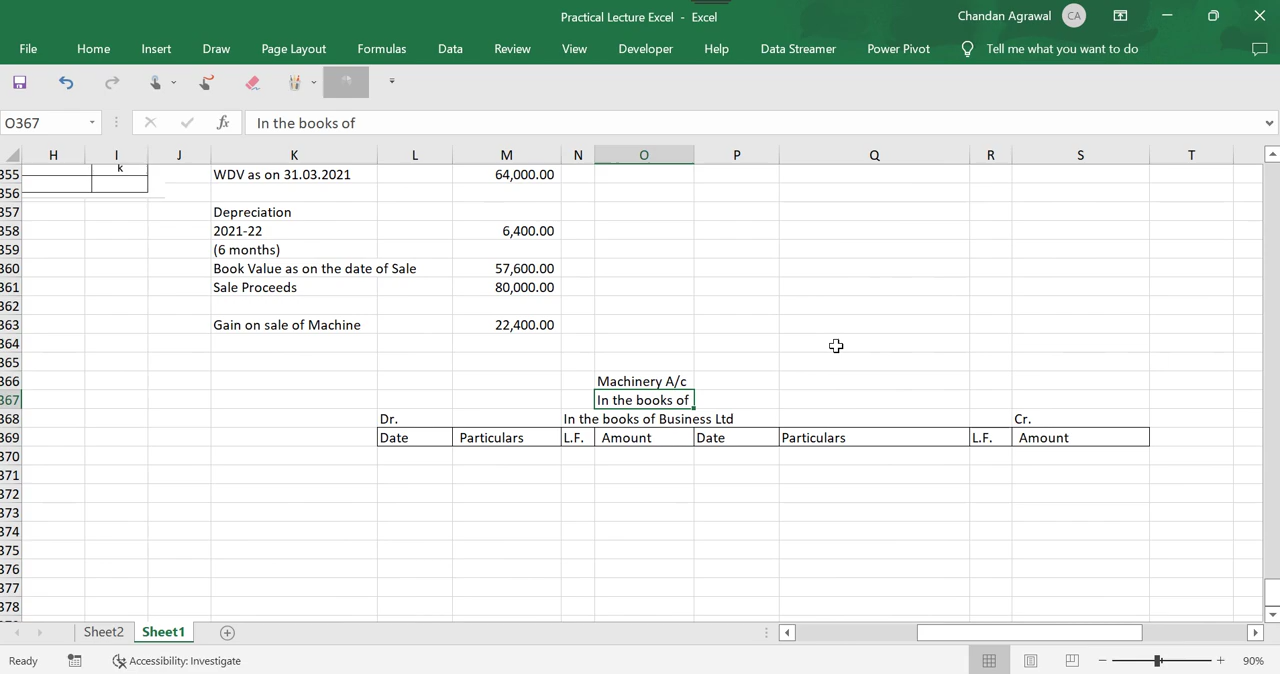 Practical Lecture Excel - Excel
Chandan Agrawal CA
File Home Insert Draw Page Layout Formulas Data Review View Developer Help Data Streamer Power Pivot Tell me what you want to do
O367 fx In the books of
H I J K L M N O P Q R S T
355 k WDV as on 31.03.2021 64,000.00
356
357 Depreciation
358 2021-22 6,400.00
359 (6 months)
360 Book Value as on the date of Sale 57,600.00
361 Sale Proceeds 80,000.00
362
363 Gain on sale of Machine 22,400.00
364
365
366 Machinery A/c
367 In the books of
368 Dr. In the books of Business Ltd Cr.
369 Date Particulars L.F. Amount Date Particulars L.F. Amount
370
371
372
373
374
375
376
377
378
Sheet2 Sheet1
Ready Accessibility: Investigate 90%